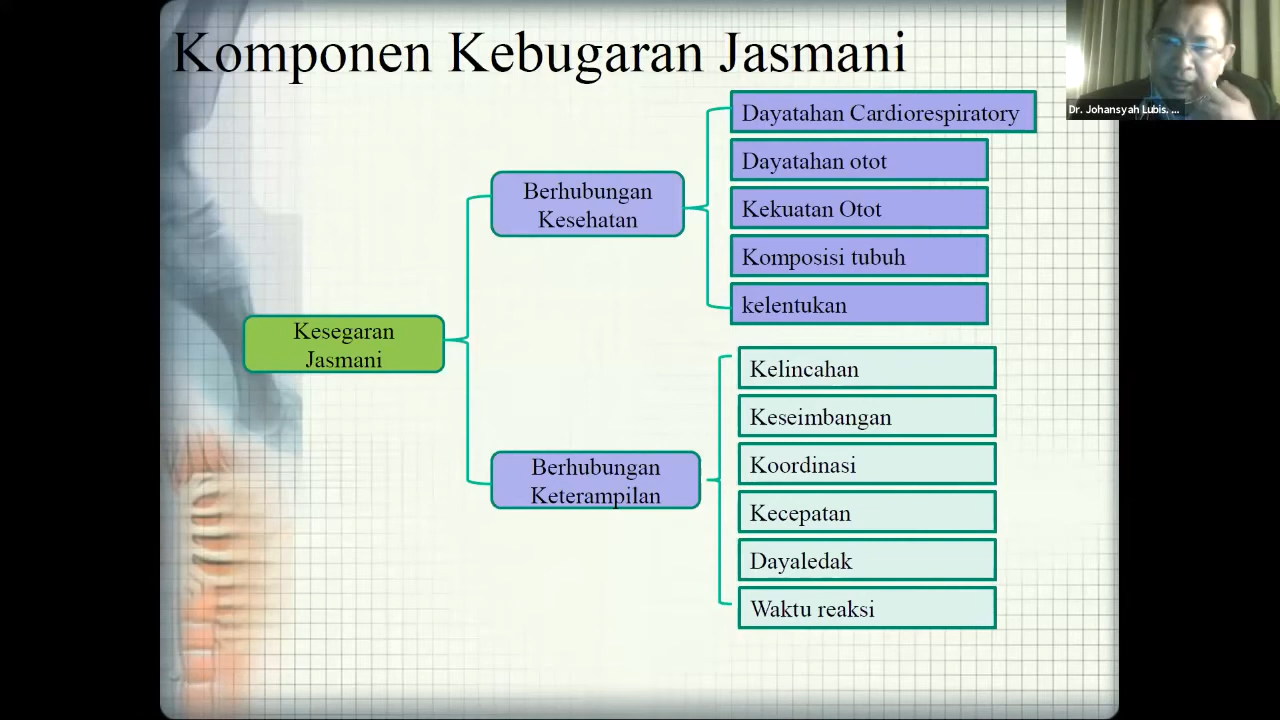 Komponen Kebugaran Jasmani
Dr. Johansyah Lubis. ...
Dayatahan Cardiorespiratory
Dayatahan otot
Berhubungan
Kesehatan
Kekuatan Otot
Komposisi tubuh
kelentukan
Kesegaran
Jasmani
Kelincahan
Keseimbangan
Berhubungan
Keterampilan
Koordinasi
Kecepatan
Dayaledak
Waktu reaksi